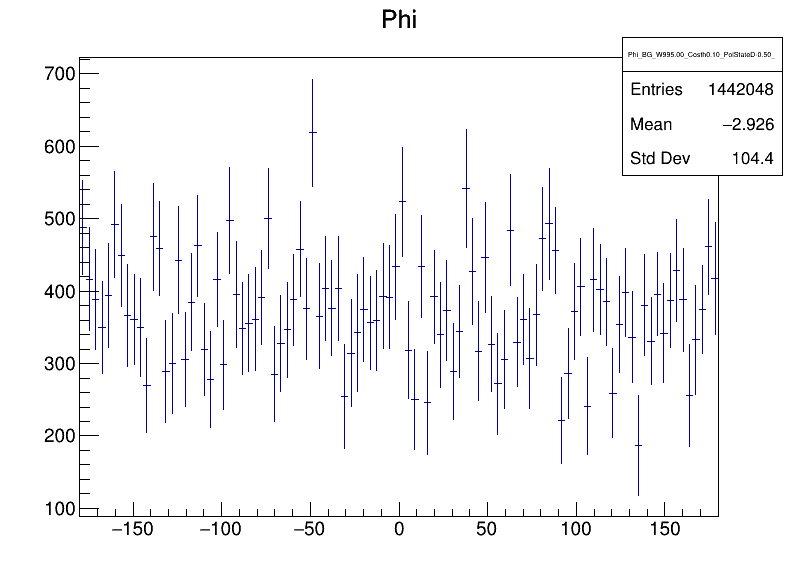 Phi
Phi_BG_W995.00_Costh0.10_PolStateD-0.50_
Entries 1442048
Mean −2.926
Std Dev 104.4
700
600
500
400
300
200
100
−150 −100 −50 0 50 100 150